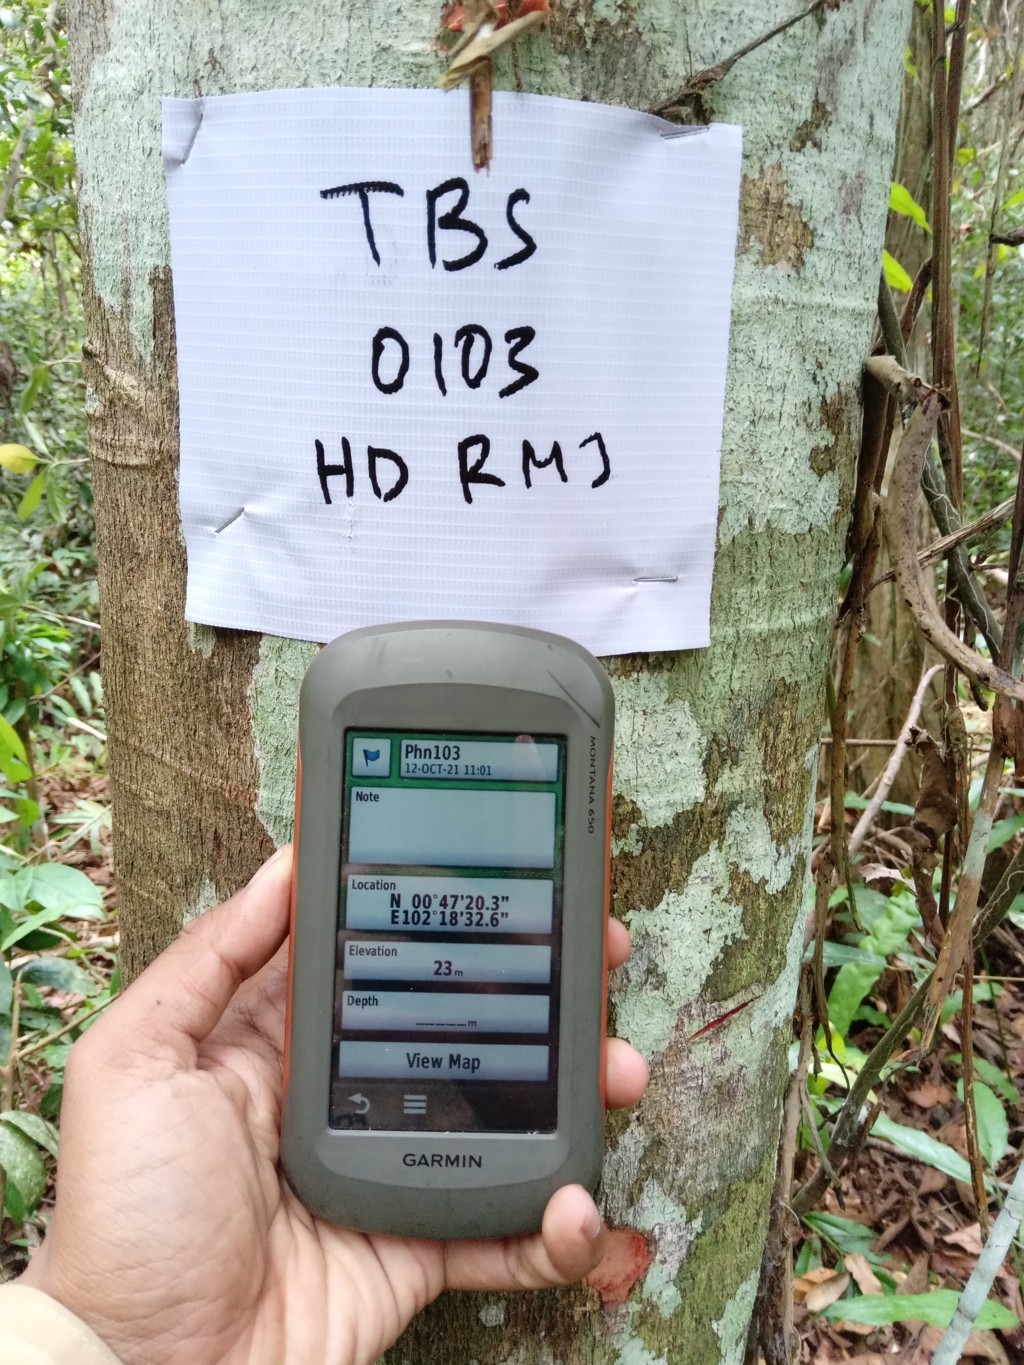 TBS
0103
HD RMJ
MONTANA 650
Phn103
12-OCT-21 11:01
Note
Location
N 00°47'20.3"
E102°18'32.6"
Elevation
23 m
Depth
_____m
View Map
GARMIN